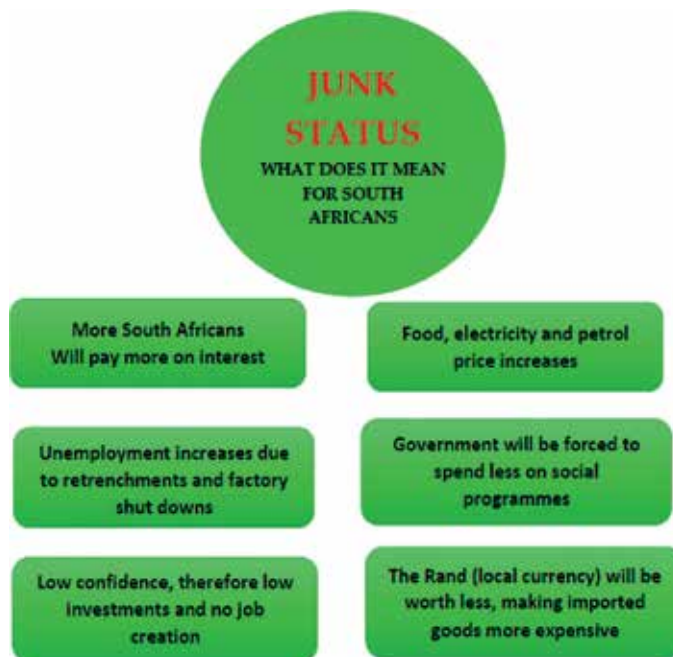 JUNK
STATUS
WHAT DOES IT MEAN
FOR SOUTH
AFRICANS
More South Africans
Will pay more on interest
Food, electricity and petrol
price increases
Unemployment increases due
to retrenchments and factory
shut downs
Government will be forced to
spend less on social
programmes
Low confidence, therefore low
investments and no job
creation
The Rand (local currency) will be
worth less, making imported
goods more expensive